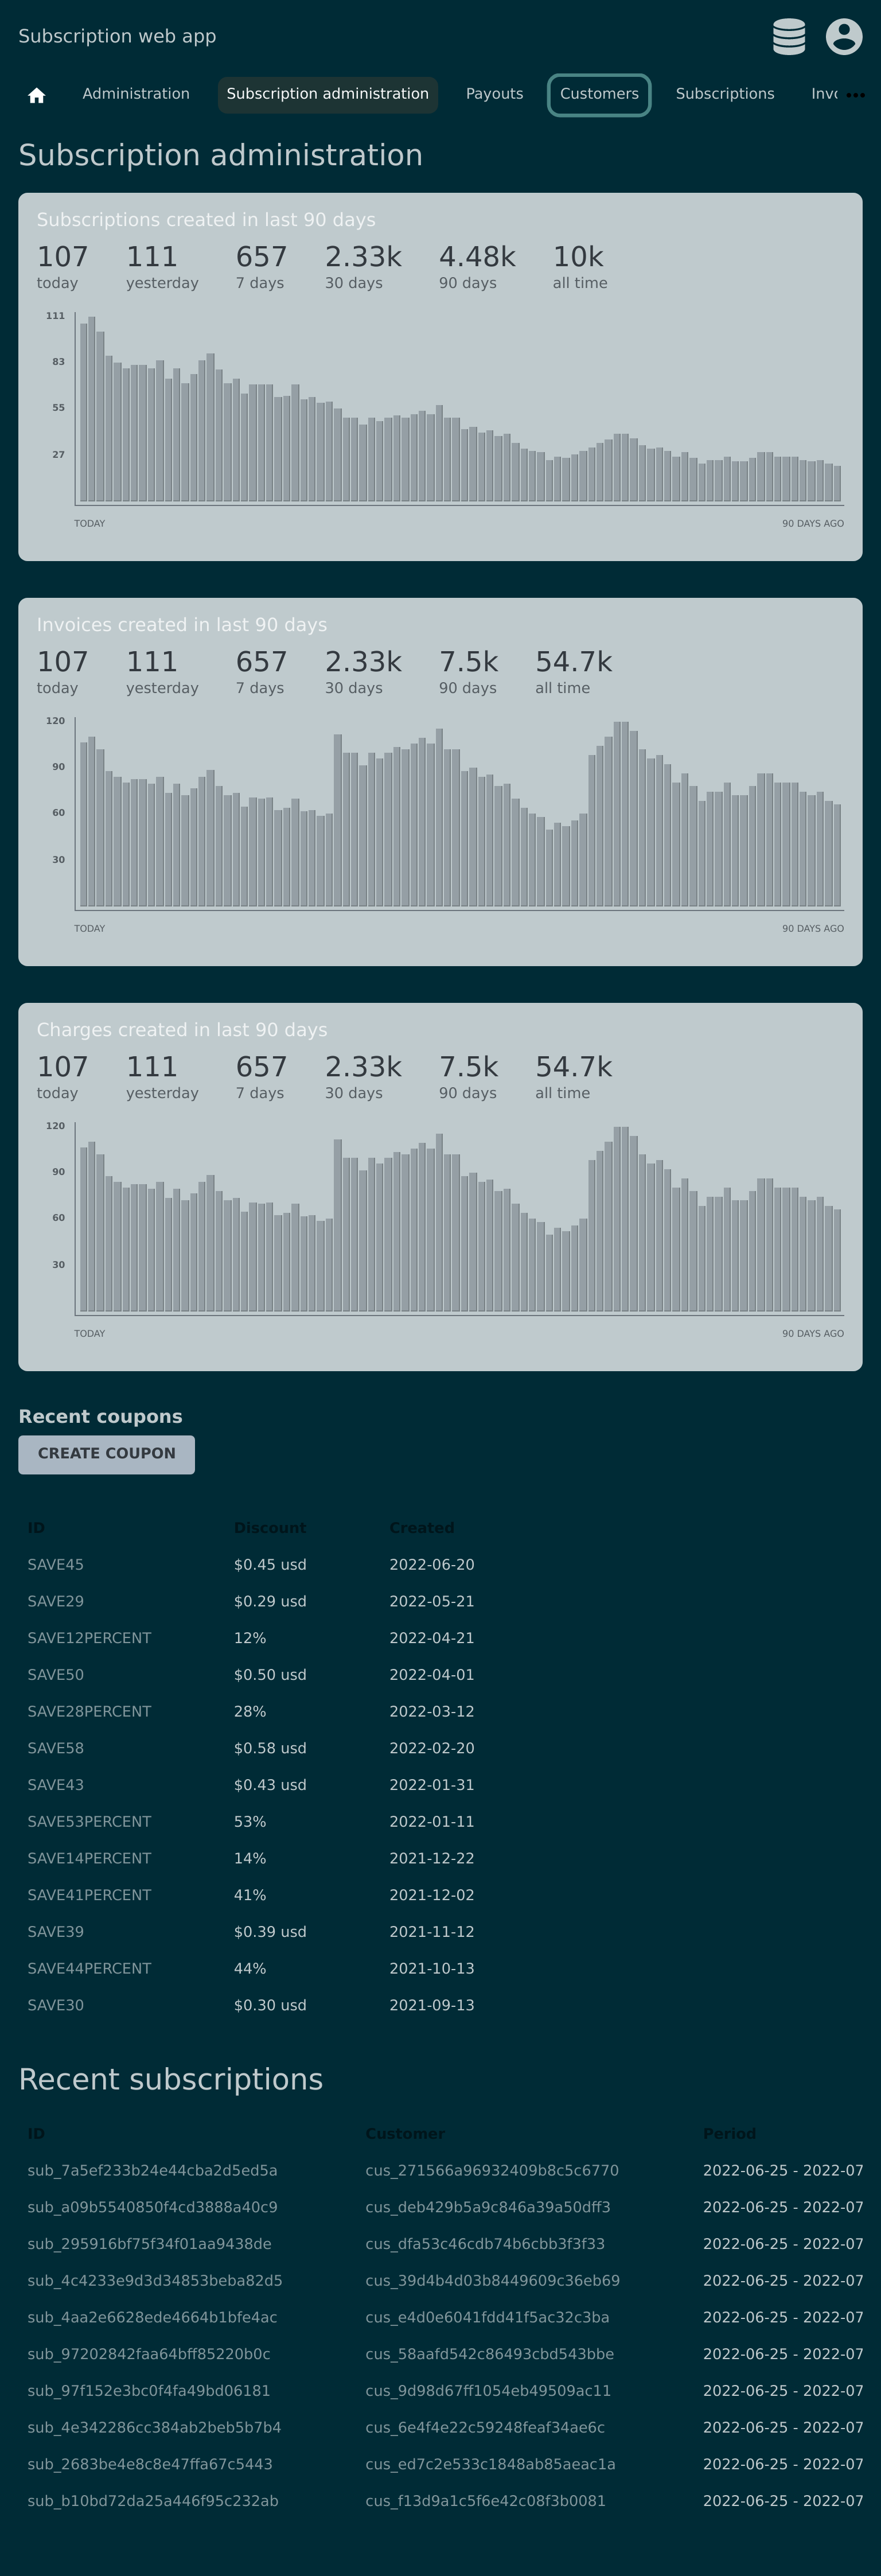 Subscription web app
Administration Subscription administration Payouts Customers Subscriptions
Subscription administration
Subscriptions created in last 90 days
107 111 657 2.33k 4.48k 10k
today yesterday 7 days 30 days 90 days all time
111
83
55
27
TODAY 90 DAYS AGO
Invoices created in last 90 days
107 111 657 2.33k 7.5k 54.7k
today yesterday 7 days 30 days 90 days all time
120
90
60
30
TODAY 90 DAYS AGO
Charges created in last 90 days
107 111 657 2.33k 7.5k 54.7k
today yesterday 7 days 30 days 90 days all time
120
90
60
30
TODAY 90 DAYS AGO
Recent coupons
CREATE COUPON
ID Discount Created
SAVE45 $0.45 usd 2022-06-20
SAVE29 $0.29 usd 2022-05-21
SAVE12PERCENT 12% 2022-04-21
SAVE50 $0.50 usd 2022-04-01
SAVE28PERCENT 28% 2022-03-12
SAVE58 $0.58 usd 2022-02-20
SAVE43 $0.43 usd 2022-01-31
SAVE53PERCENT 53% 2022-01-11
SAVE14PERCENT 14% 2021-12-22
SAVE41PERCENT 41% 2021-12-02
SAVE39 $0.39 usd 2021-11-12
SAVE44PERCENT 44% 2021-10-13
SAVE30 $0.30 usd 2021-09-13
Recent subscriptions
ID Customer Period
sub_7a5ef233b24e44cba2d5ed5a cus_271566a96932409b8c5c6770 2022-06-25 - 2022-07
sub_a09b5540850f4cd3888a40c9 cus_deb429b5a9c846a39a50dff3 2022-06-25 - 2022-07
sub_295916bf75f34f01aa9438de cus_dfa53c46cdb74b6cbb3f3f33 2022-06-25 - 2022-07
sub_4c4233e9d3d34853beba82d5 cus_39d4b4d03b8449609c36eb69 2022-06-25 - 2022-07
sub_4aa2e6628ede4664b1bfe4ac cus_e4d0e6041fdd41f5ac32c3ba 2022-06-25 - 2022-07
sub_97202842faa64bff85220b0c cus_58aafd542c86493cbd543bbe 2022-06-25 - 2022-07
sub_97f152e3bc0f4fa49bd06181 cus_9d98d67ff1054eb49509ac11 2022-06-25 - 2022-07
sub_4e342286cc384ab2beb5b7b4 cus_6e4f4e22c59248feaf34ae6c 2022-06-25 - 2022-07
sub_2683be4e8c8e47ffa67c5443 cus_ed7c2e533c1848ab85aeac1a 2022-06-25 - 2022-07
sub_b10bd72da25a446f95c232ab cus_f13d9a1c5f6e42c08f3b0081 2022-06-25 - 2022-07